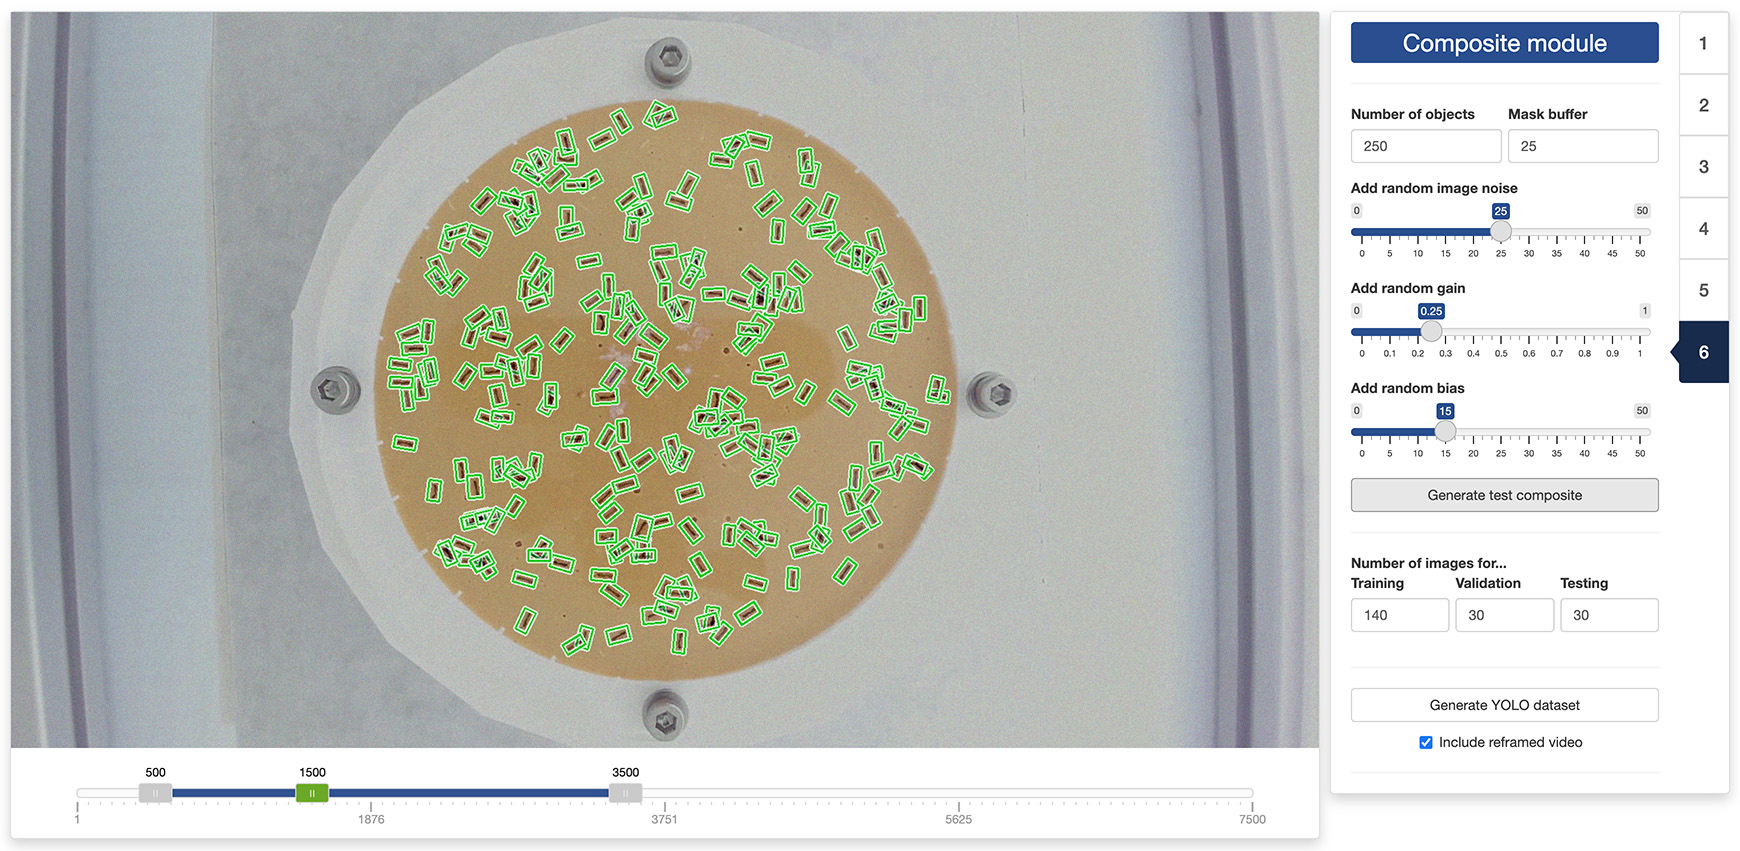 Composite module
1
2
3
4
5
6
Number of objects Mask buffer
250 25
Add random image noise
0 25 50
0 5 10 15 20 25 30 35 40 45 50
Add random gain
0 0.25 1
0 0.1 0.2 0.3 0.4 0.5 0.6 0.7 0.8 0.9 1
Add random bias
0 15 50
0 5 10 15 20 25 30 35 40 45 50
Generate test composite
Number of images for...
Training Validation Testing
140 30 30
Generate YOLO dataset
Include reframed video
500 1500 3500
1 1876 3751 5625 7500